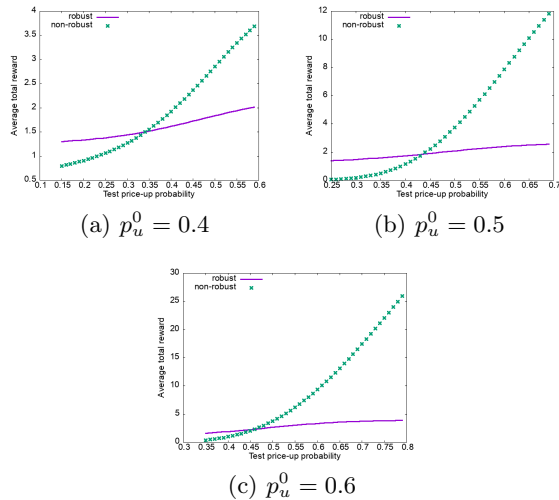 robust
non-robust
Average total reward
4
3.5
3
2.5
2
1.5
1
0.5
0.1 0.15 0.2 0.25 0.3 0.35 0.4 0.45 0.5 0.55 0.6
Test price-up probability
(a) p_u^0 = 0.4
robust
non-robust
Average total reward
12
10
8
6
4
2
0
0.25 0.3 0.35 0.4 0.45 0.5 0.55 0.6 0.65 0.7
Test price-up probability
(b) p_u^0 = 0.5
robust
non-robust
Average total reward
30
25
20
15
10
5
0
0.3 0.35 0.4 0.45 0.5 0.55 0.6 0.65 0.7 0.75 0.8
Test price-up probability
(c) p_u^0 = 0.6